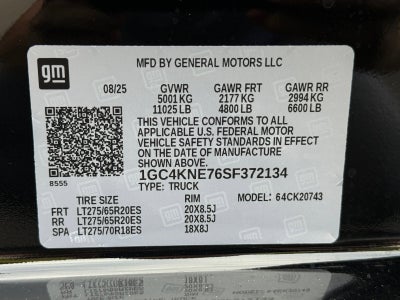 gm
MFD BY GENERAL MOTORS LLC
08/25 GVWR GAWR FRT GAWR RR
5001 KG 2177 KG 2994 KG
11025 LB 4800 LB 6600 LB
THIS VEHICLE CONFORMS TO ALL
APPLICABLE U.S. FEDERAL MOTOR
VEHICLE SAFETY STANDARDS IN EFFECT
ON THE DATE OF MANUFACTURE
SHOWN ABOVE.
1GC4KNE76SF372134
8555
TYPE: TRUCK
TIRE SIZE RIM MODEL: 64CK20743
FRT LT275/65R20ES 20X8.5J
RR LT275/65R20ES 20X8.5J
SPA LT275/70R18ES 18X8J